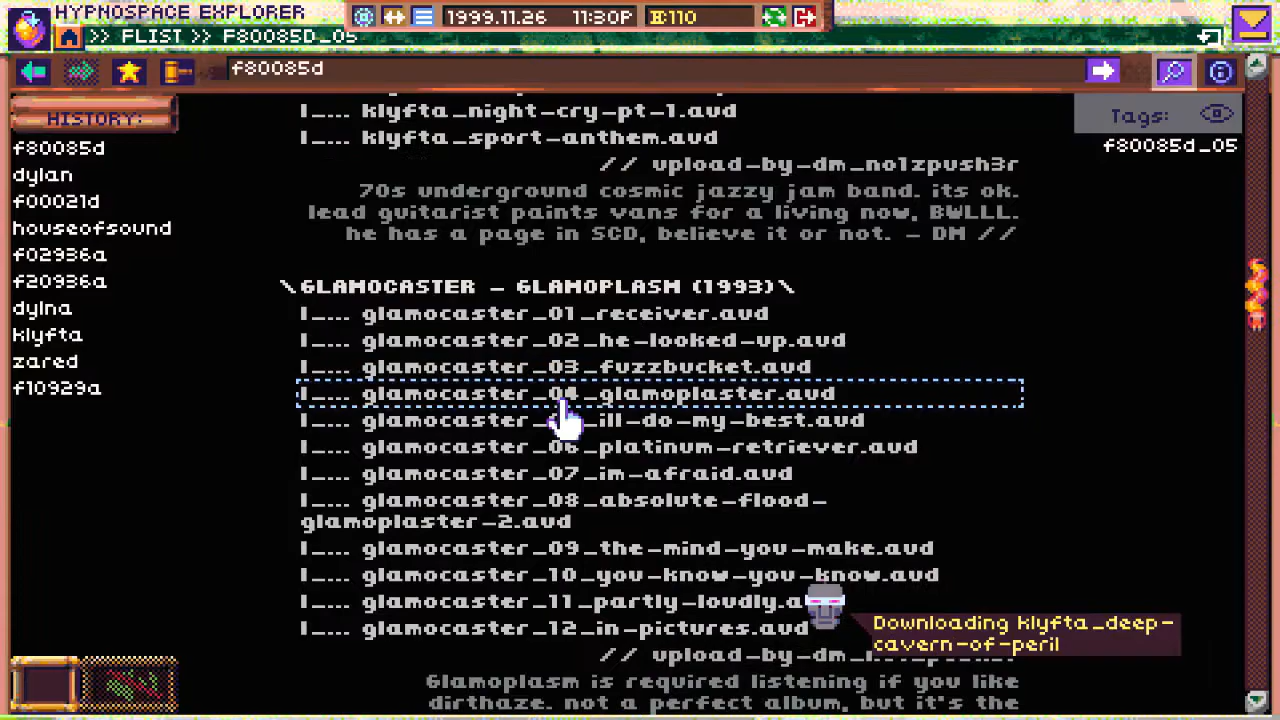 HYPNOSPACE EXPLORER
1999.11.26 11:30P
110
>> FLIST >> F80085D_05
f80085d
HISTORY:
f80085d
dylan
f00021d
houseofsound
f02936a
f20936a
dylna
klyfta
zared
f10929a
Tags:
f80085d_05
|_... klyfta_night-cry-pt-1.avd
|_... klyfta_sport-anthem.avd
// upload-by-dm_no1zpush3r
70s underground cosmic jazzy jam band. its ok.
lead guitarist paints vans for a living now, BWLLL.
he has a page in SCD, believe it or not. - DM //
\GLAMOCASTER - GLAMOPLASM (1993)\
|_... glamocaster_01_receiver.avd
|_... glamocaster_02_he-looked-up.avd
|_... glamocaster_03_fuzzbucket.avd
|_... glamocaster_04_glamoplaster.avd
|_... glamocaster_ _ill-do-my-best.avd
|_... glamocaster_06_platinum-retriever.avd
|_... glamocaster_07_im-afraid.avd
|_... glamocaster_08_absolute-flood-
glamoplaster-2.avd
|_... glamocaster_09_the-mind-you-make.avd
|_... glamocaster_10_you-know-you-know.avd
|_... glamocaster_11_partly-loudly.a
|_... glamocaster_12_in-pictures.avd
// upload-by-dm_
Glamoplasm is required listening if you like
dirthaze. not a perfect album, but it's the
Downloading klyfta_deep-
cavern-of-peril